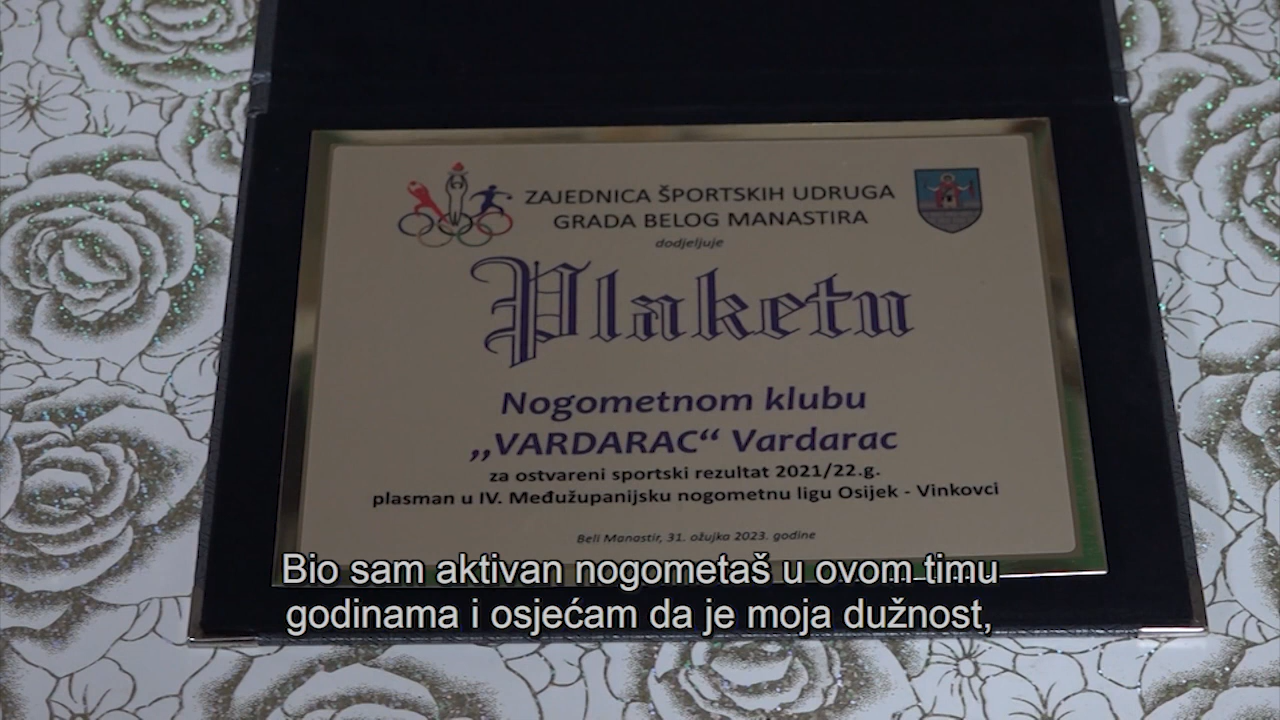 ZAJEDNICA ŠPORTSKIH UDRUGA
GRADA BELOG MANASTIRA
dodjeljuje
Plaketu
Nogometnom klubu
„VARDARAC“ Vardarac
za ostvareni sportski rezultat 2021/22.g.
plasman u IV. Međužupanijsku nogometnu ligu Osijek - Vinkovci
Beli Manastir, 31. ožujka 2023. godine
Bio sam aktivan nogometaš u ovom timu
godinama i osjećam da je moja dužnost,